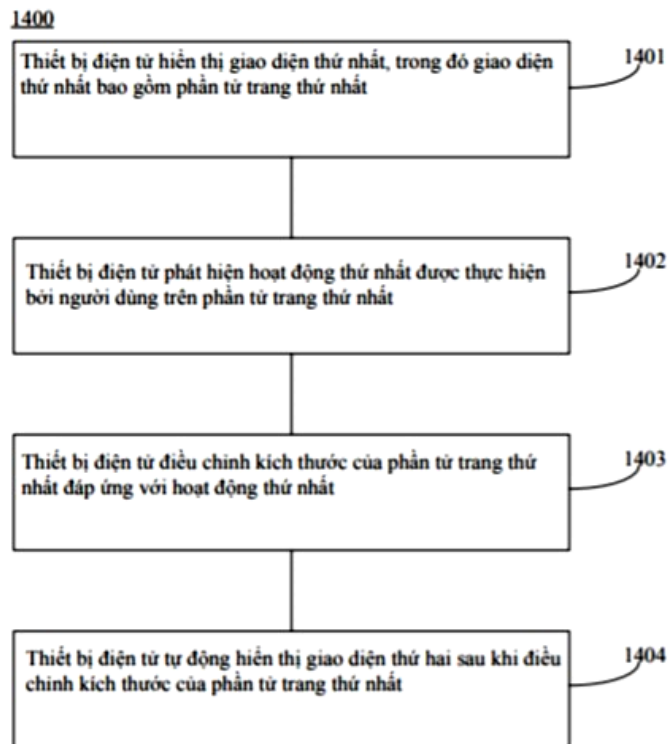 1400
Thiết bị điện tử hiển thị giao diện thứ nhất, trong đó giao diện
thứ nhất bao gồm phần tử trang thứ nhất
1401
Thiết bị điện tử phát hiện hoạt động thứ nhất được thực hiện
bởi người dùng trên phần tử trang thứ nhất
1402
Thiết bị điện tử điều chỉnh kích thước của phần tử trang thứ
nhất đáp ứng với hoạt động thứ nhất
1403
Thiết bị điện tử tự động hiển thị giao diện thứ hai sau khi điều
chỉnh kích thước của phần tử trang thứ nhất
1404